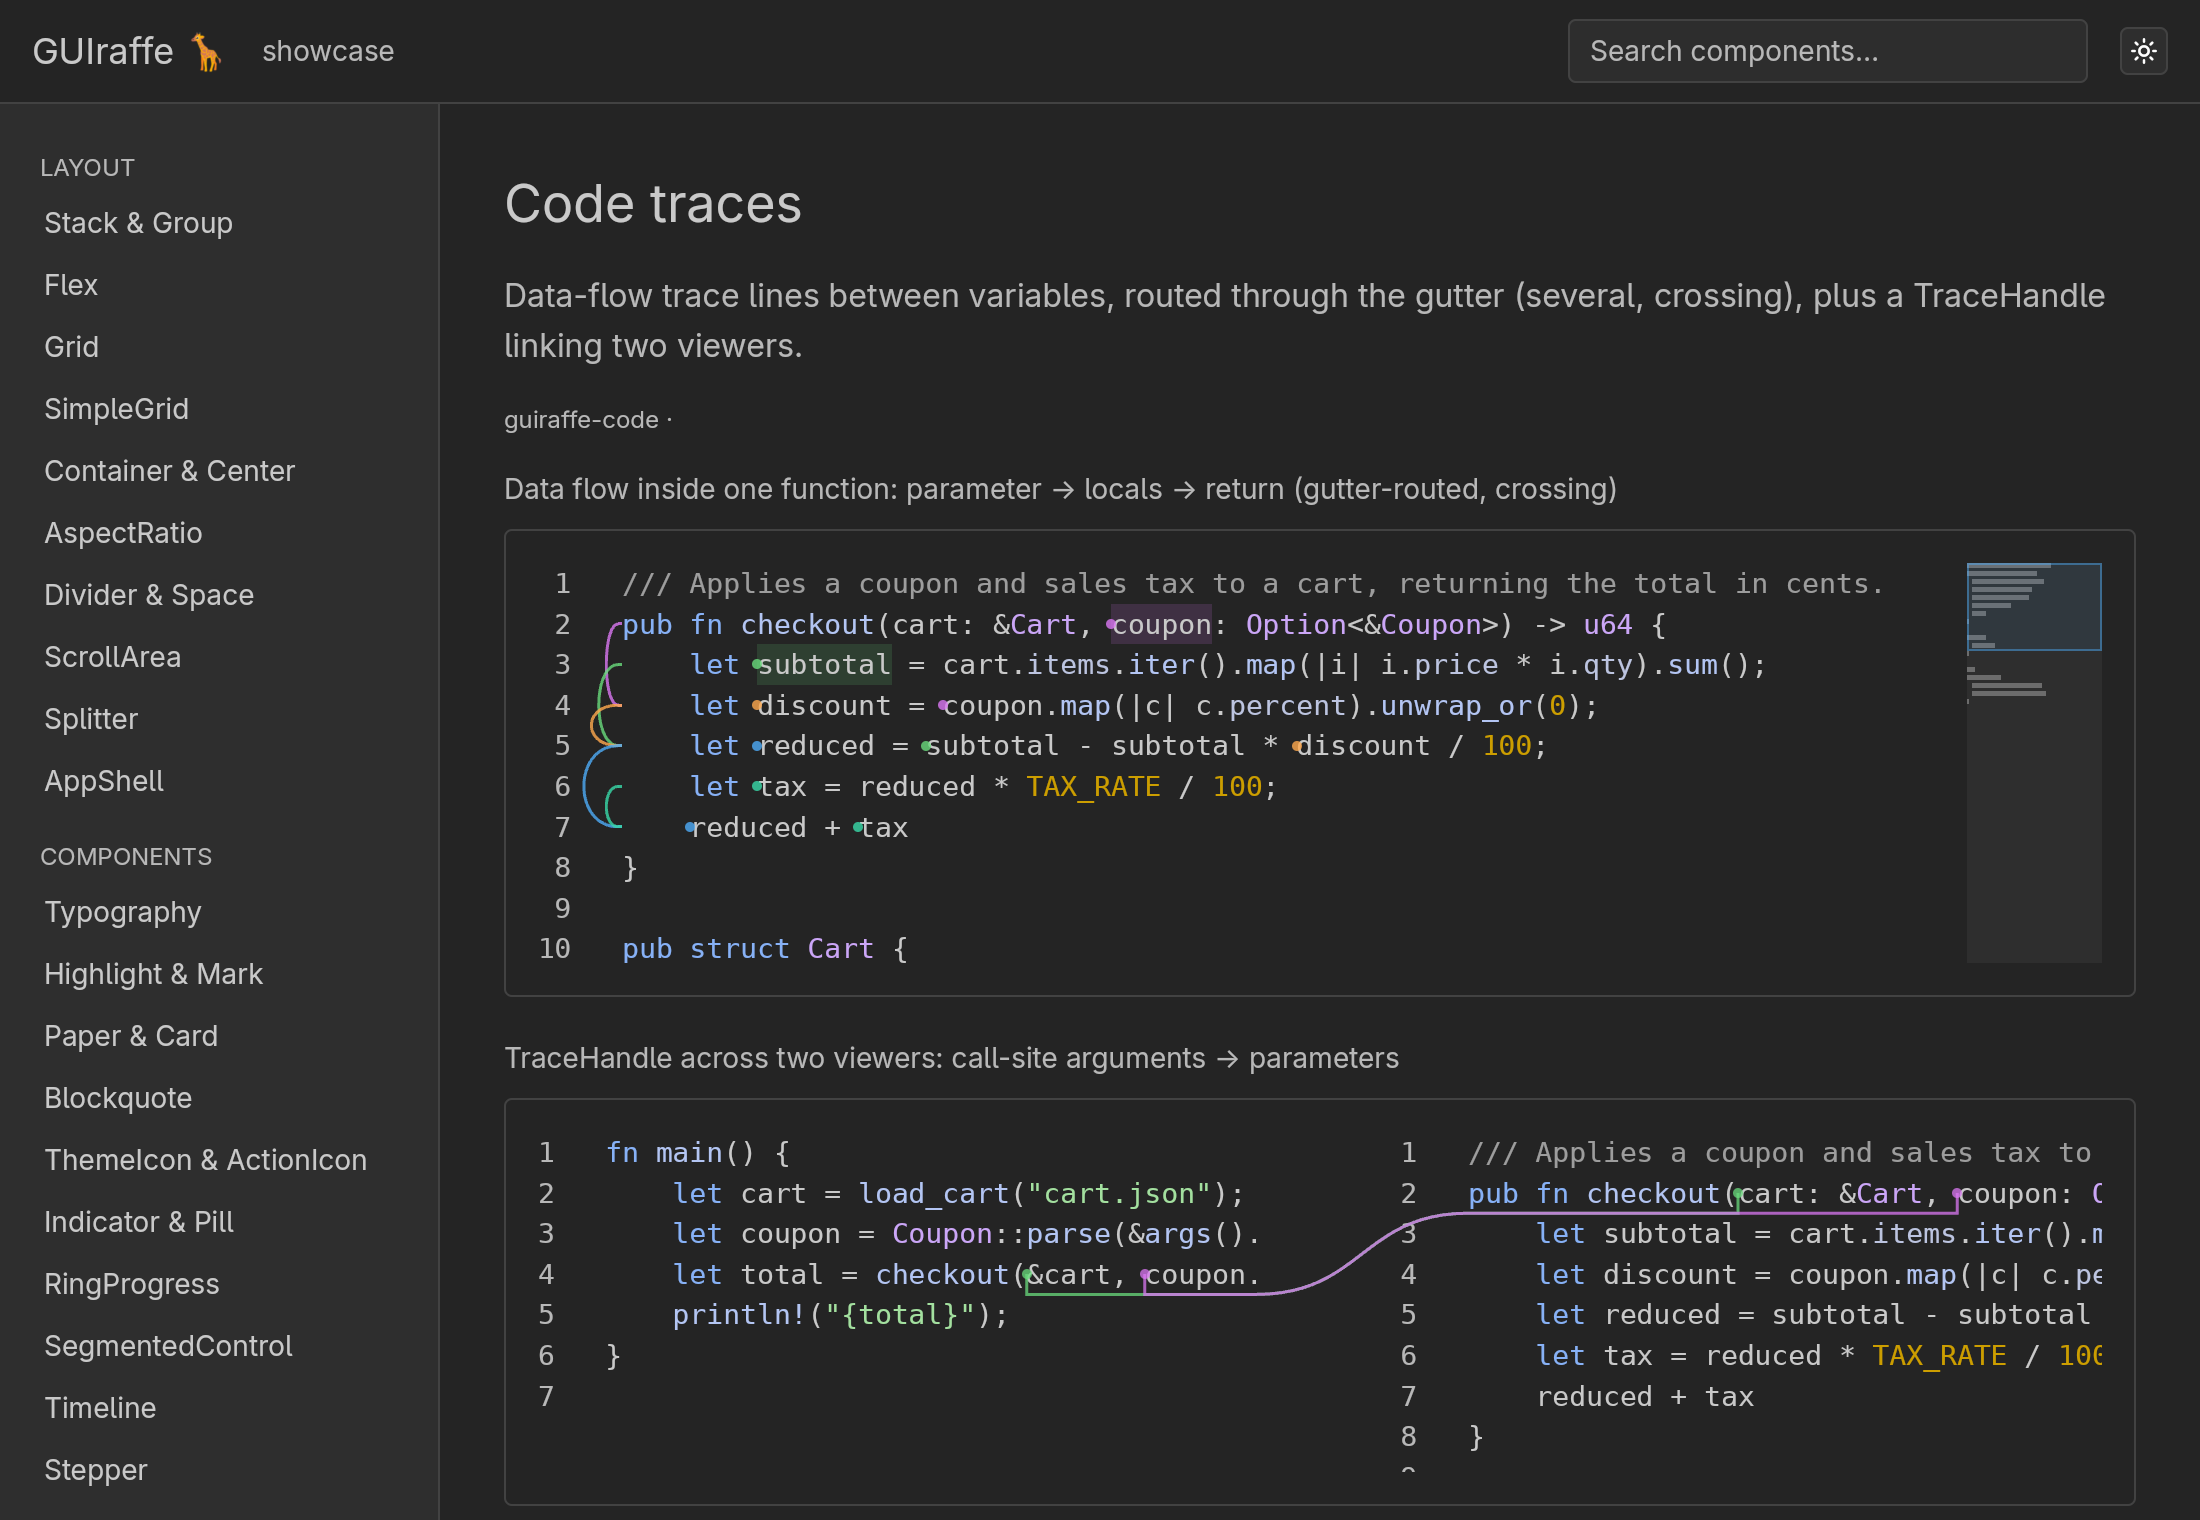 GUIraffe 🦒 showcase Search components...
LAYOUT
Stack & Group
Flex
Grid
SimpleGrid
Container & Center
AspectRatio
Divider & Space
ScrollArea
Splitter
AppShell
COMPONENTS
Typography
Highlight & Mark
Paper & Card
Blockquote
ThemeIcon & ActionIcon
Indicator & Pill
RingProgress
SegmentedControl
Timeline
Stepper
Code traces
Data-flow trace lines between variables, routed through the gutter (several, crossing), plus a TraceHandle
linking two viewers.
guiraffe-code ·
Data flow inside one function: parameter → locals → return (gutter-routed, crossing)
1 /// Applies a coupon and sales tax to a cart, returning the total in cents.
2 pub fn checkout(cart: &Cart, coupon: Option<&Coupon>) -> u64 {
3     let subtotal = cart.items.iter().map(|i| i.price * i.qty).sum();
4     let discount = coupon.map(|c| c.percent).unwrap_or(0);
5     let reduced = subtotal - subtotal * discount / 100;
6     let tax = reduced * TAX_RATE / 100;
7     reduced + tax
8 }
9
10 pub struct Cart {
TraceHandle across two viewers: call-site arguments → parameters
1 fn main() {
2     let cart = load_cart("cart.json");
3     let coupon = Coupon::parse(&args().
4     let total = checkout(&cart, coupon.
5     println!("{total}");
6 }
7
1 /// Applies a coupon and sales tax to
2 pub fn checkout(cart: &Cart, coupon:
3     let subtotal = cart.items.iter().m
4     let discount = coupon.map(|c| c.pe
5     let reduced = subtotal - subtotal
6     let tax = reduced * TAX_RATE / 100
7     reduced + tax
8 }